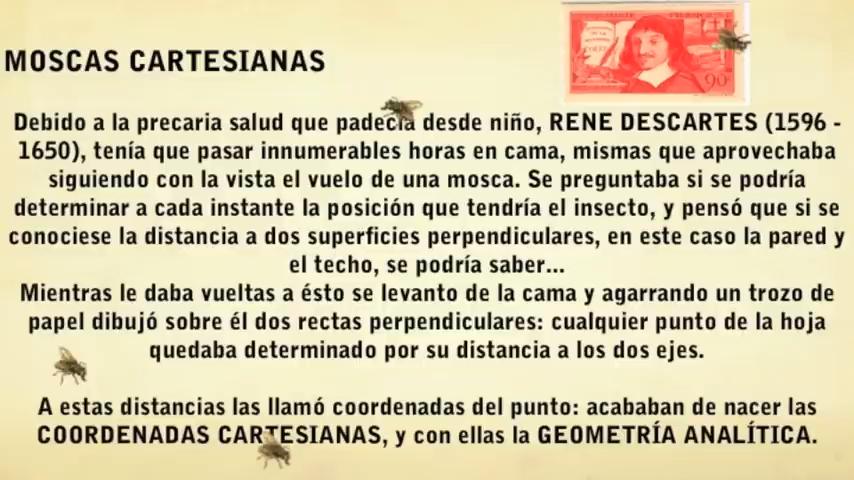 MOSCAS CARTESIANAS
90c
Debido a la precaria salud que padecía desde niño, RENE DESCARTES (1596 -
1650), tenía que pasar innumerables horas en cama, mismas que aprovechaba
siguiendo con la vista el vuelo de una mosca. Se preguntaba si se podría
determinar a cada instante la posición que tendría el insecto, y pensó que si se
conociese la distancia a dos superficies perpendiculares, en este caso la pared y
el techo, se podría saber...
Mientras le daba vueltas a ésto se levanto de la cama y agarrando un trozo de
papel dibujó sobre él dos rectas perpendiculares: cualquier punto de la hoja
quedaba determinado por su distancia a los dos ejes.
A estas distancias las llamó coordenadas del punto: acababan de nacer las
COORDENADAS CARTESIANAS, y con ellas la GEOMETRÍA ANALÍTICA.